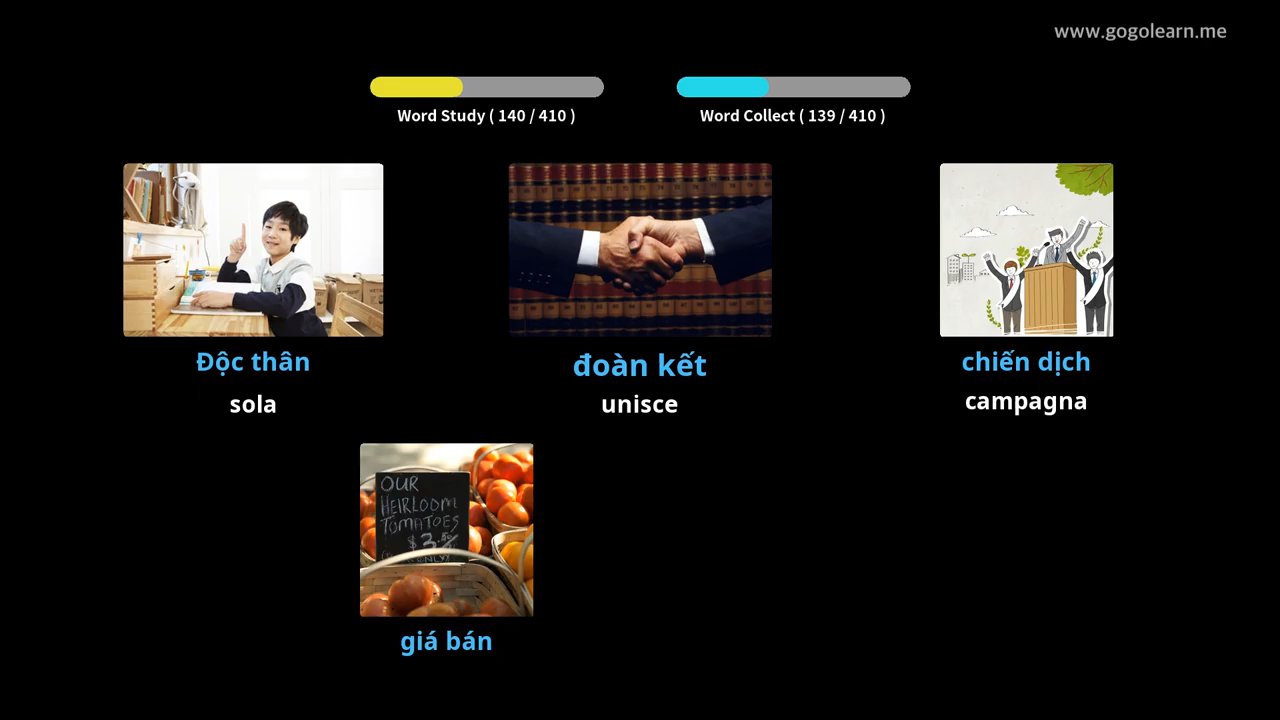 www.gogolearn.me
Word Study ( 140 / 410 )
Word Collect ( 139 / 410 )
Độc thân
sola
đoàn kết
unisce
chiến dịch
campagna
OUR
HEIRLOOM
TOMATOES
giá bán